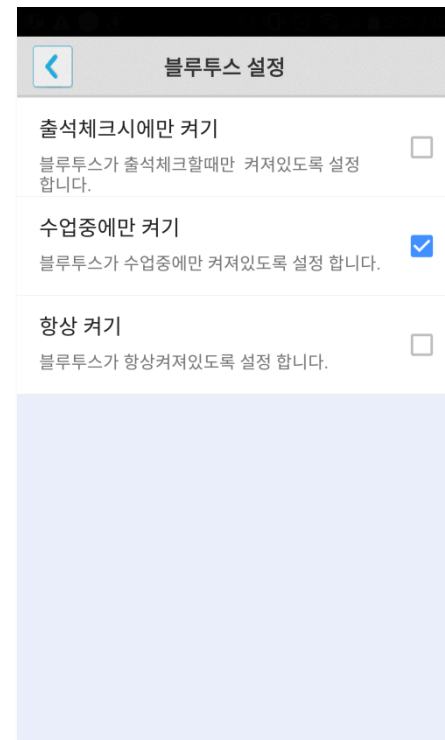 블루투스 설정
출석체크시에만 켜기
블루투스가 출석체크할때만 켜져있도록 설정
합니다.
수업중에만 켜기
블루투스가 수업중에만 켜져있도록 설정 합니다.
항상 켜기
블루투스가 항상켜져있도록 설정 합니다.